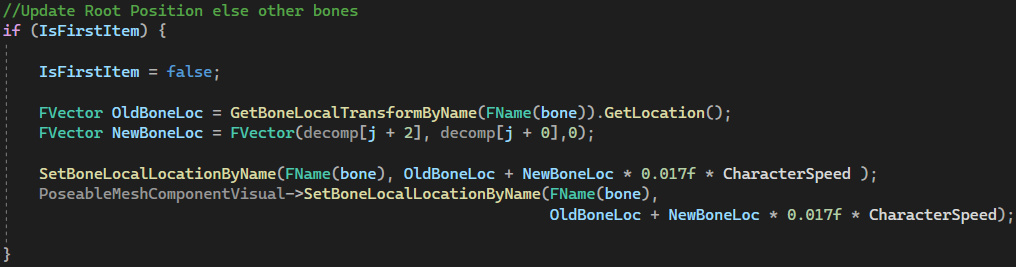 //Update Root Position else other bones
if (IsFirstItem) {
IsFirstItem = false;
FVector OldBoneLoc = GetBoneLocalTransformByName(FName(bone)).GetLocation();
FVector NewBoneLoc = FVector(decomp[j + 2], decomp[j + 0],0);
SetBoneLocalLocationByName(FName(bone), OldBoneLoc + NewBoneLoc * 0.017f * CharacterSpeed );
PoseableMeshComponentVisual->SetBoneLocalLocationByName(FName(bone),
OldBoneLoc + NewBoneLoc * 0.017f * CharacterSpeed);
}